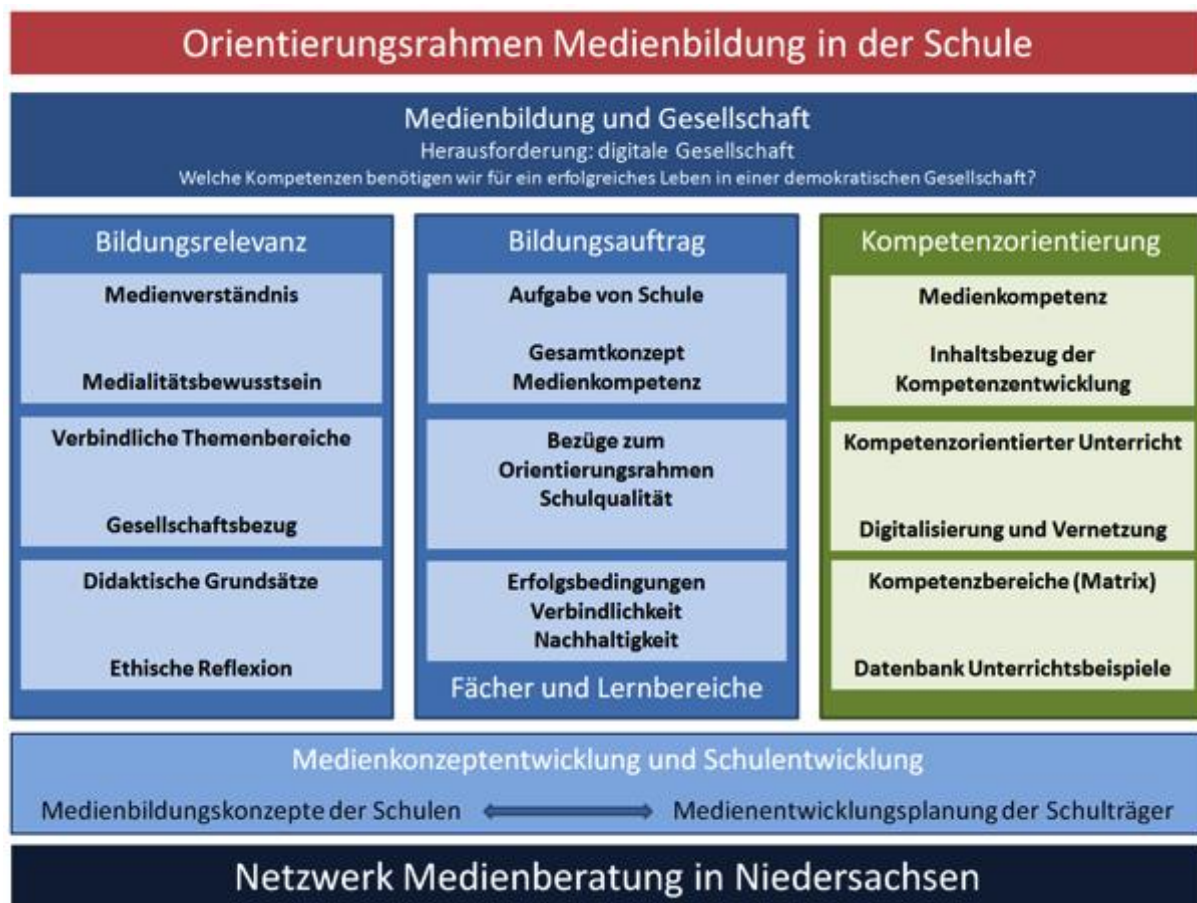 Orientierungsrahmen Medienbildung in der Schule
Medienbildung und Gesellschaft
Herausforderung: digitale Gesellschaft
Welche Kompetenzen benötigen wir für ein erfolgreiches Leben in einer demokratischen Gesellschaft?
Bildungsrelevanz
Medienverständnis
Medialitätsbewusstsein
Verbindliche Themenbereiche
Gesellschaftsbezug
Didaktische Grundsätze
Ethische Reflexion
Bildungsauftrag
Aufgabe von Schule
Gesamtkonzept
Medienkompetenz
Bezüge zum
Orientierungsrahmen
Schulqualität
Erfolgsbedingungen
Verbindlichkeit
Nachhaltigkeit
Fächer und Lernbereiche
Kompetenzorientierung
Medienkompetenz
Inhaltsbezug der
Kompetenzentwicklung
Kompetenzorientierter Unterricht
Digitalisierung und Vernetzung
Kompetenzbereiche (Matrix)
Datenbank Unterrichtsbeispiele
Medienkonzeptentwicklung und Schulentwicklung
Medienbildungskonzepte der Schulen
Medienentwicklungsplanung der Schulträger
Netzwerk Medienberatung in Niedersachsen